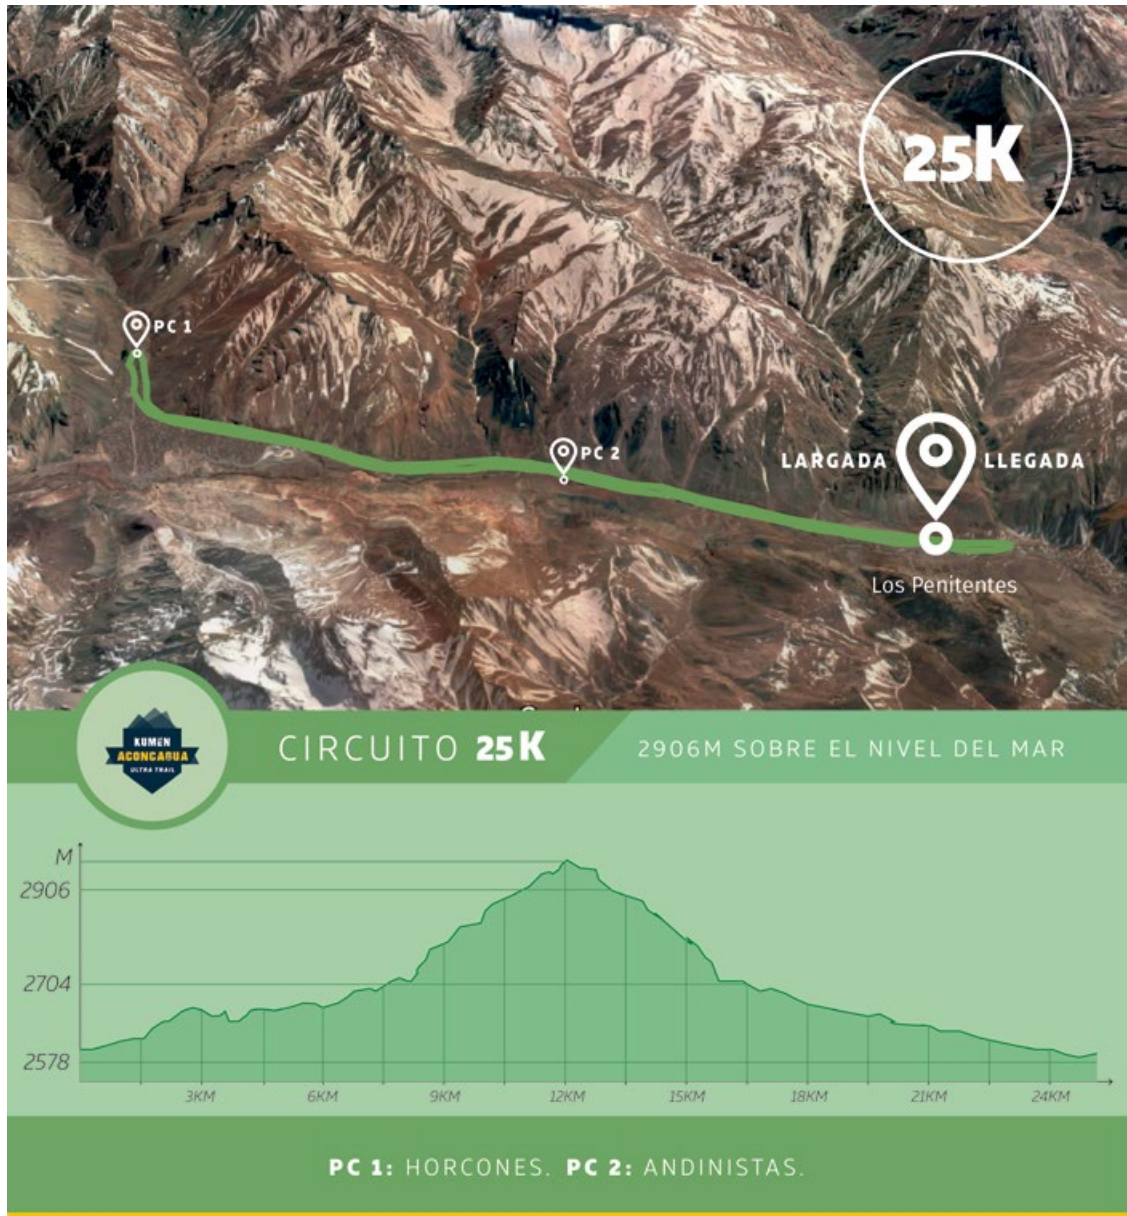 25K
PC 1
PC 2
LARGADA LLEGADA
Los Penitentes
KUMEN
ACONCAGUA
ULTRA TRAIL
CIRCUITO 25K
2906M SOBRE EL NIVEL DEL MAR
M
2906
2704
2578
3KM 6KM 9KM 12KM 15KM 18KM 21KM 24KM
PC 1: HORCONES. PC 2: ANDINISTAS.